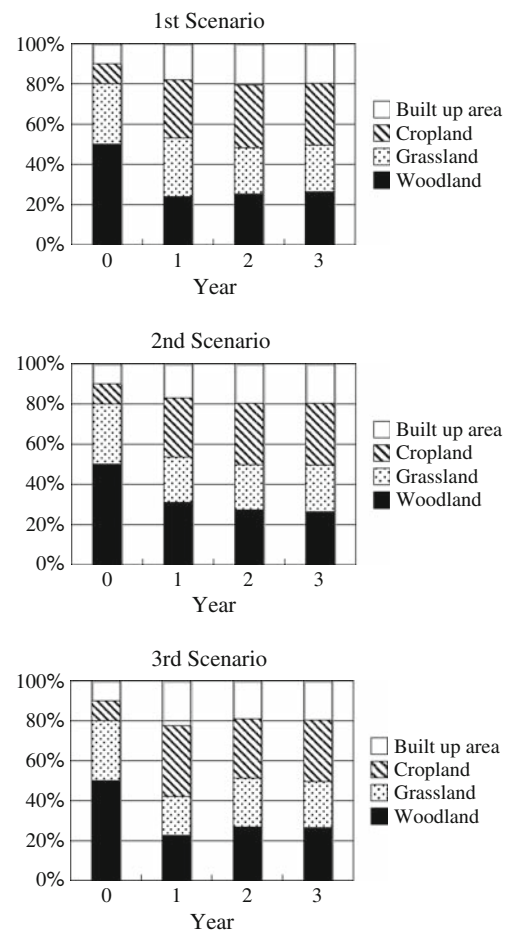 1st Scenario
100%
80%
60%
40%
20%
0%
0 1 2 3
Year
Built up area
Cropland
Grassland
Woodland
2nd Scenario
100%
80%
60%
40%
20%
0%
0 1 2 3
Year
Built up area
Cropland
Grassland
Woodland
3rd Scenario
100%
80%
60%
40%
20%
0%
0 1 2 3
Year
Built up area
Cropland
Grassland
Woodland